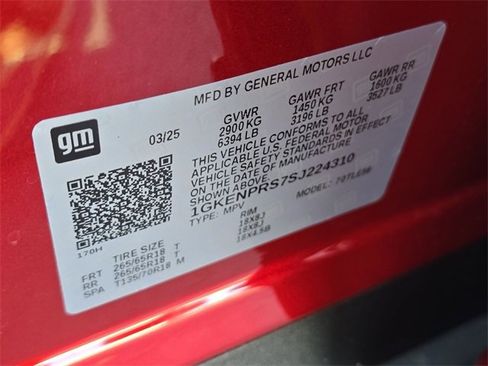 MFD BY GENERAL MOTORS LLC
gm
03/25
GVWR GAWR FRT GAWR RR
2900 KG 1450 KG 1600 KG
6394 LB 3196 LB 3527 LB
THIS VEHICLE CONFORMS TO ALL
APPLICABLE U.S. FEDERAL MOTOR
VEHICLE SAFETY STANDARDS IN EFFECT
ON THE DATE OF MANUFACTURE
SHOWN ABOVE.
1GKENPRS7SJ224310
TYPE: MPV MODEL:
170H
TIRE SIZE RIM
FRT 265/65R18 T 18X8J
RR 265/65R18 T 18X8J
SPA T135/70R18 M 18X4.5B